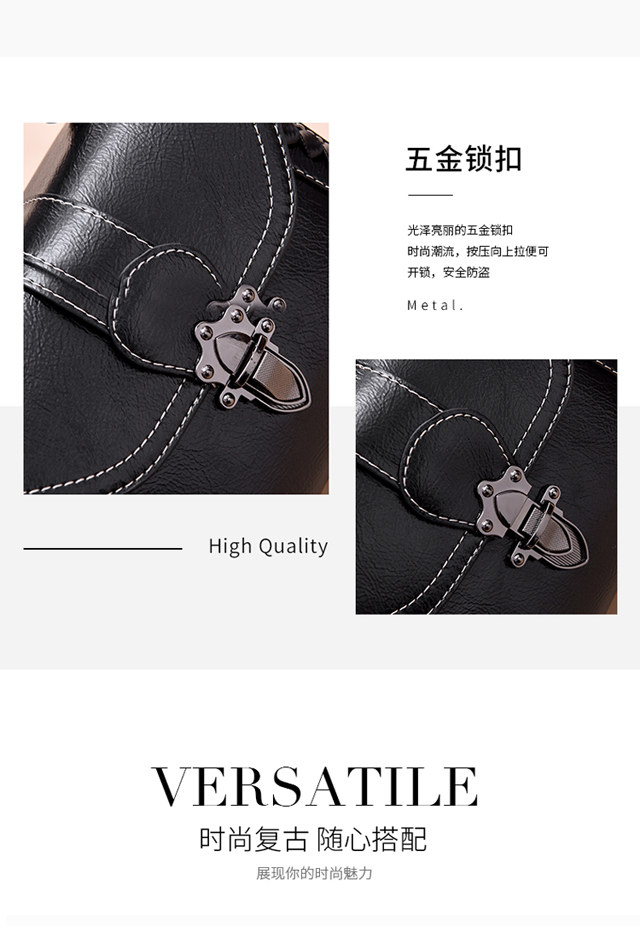 五金锁扣
光泽亮丽的五金锁扣
时尚潮流，按压向上拉便可
开锁，安全防盗
Metal.
High Quality
VERSATILE
时尚复古 随心搭配
展现你的时尚魅力